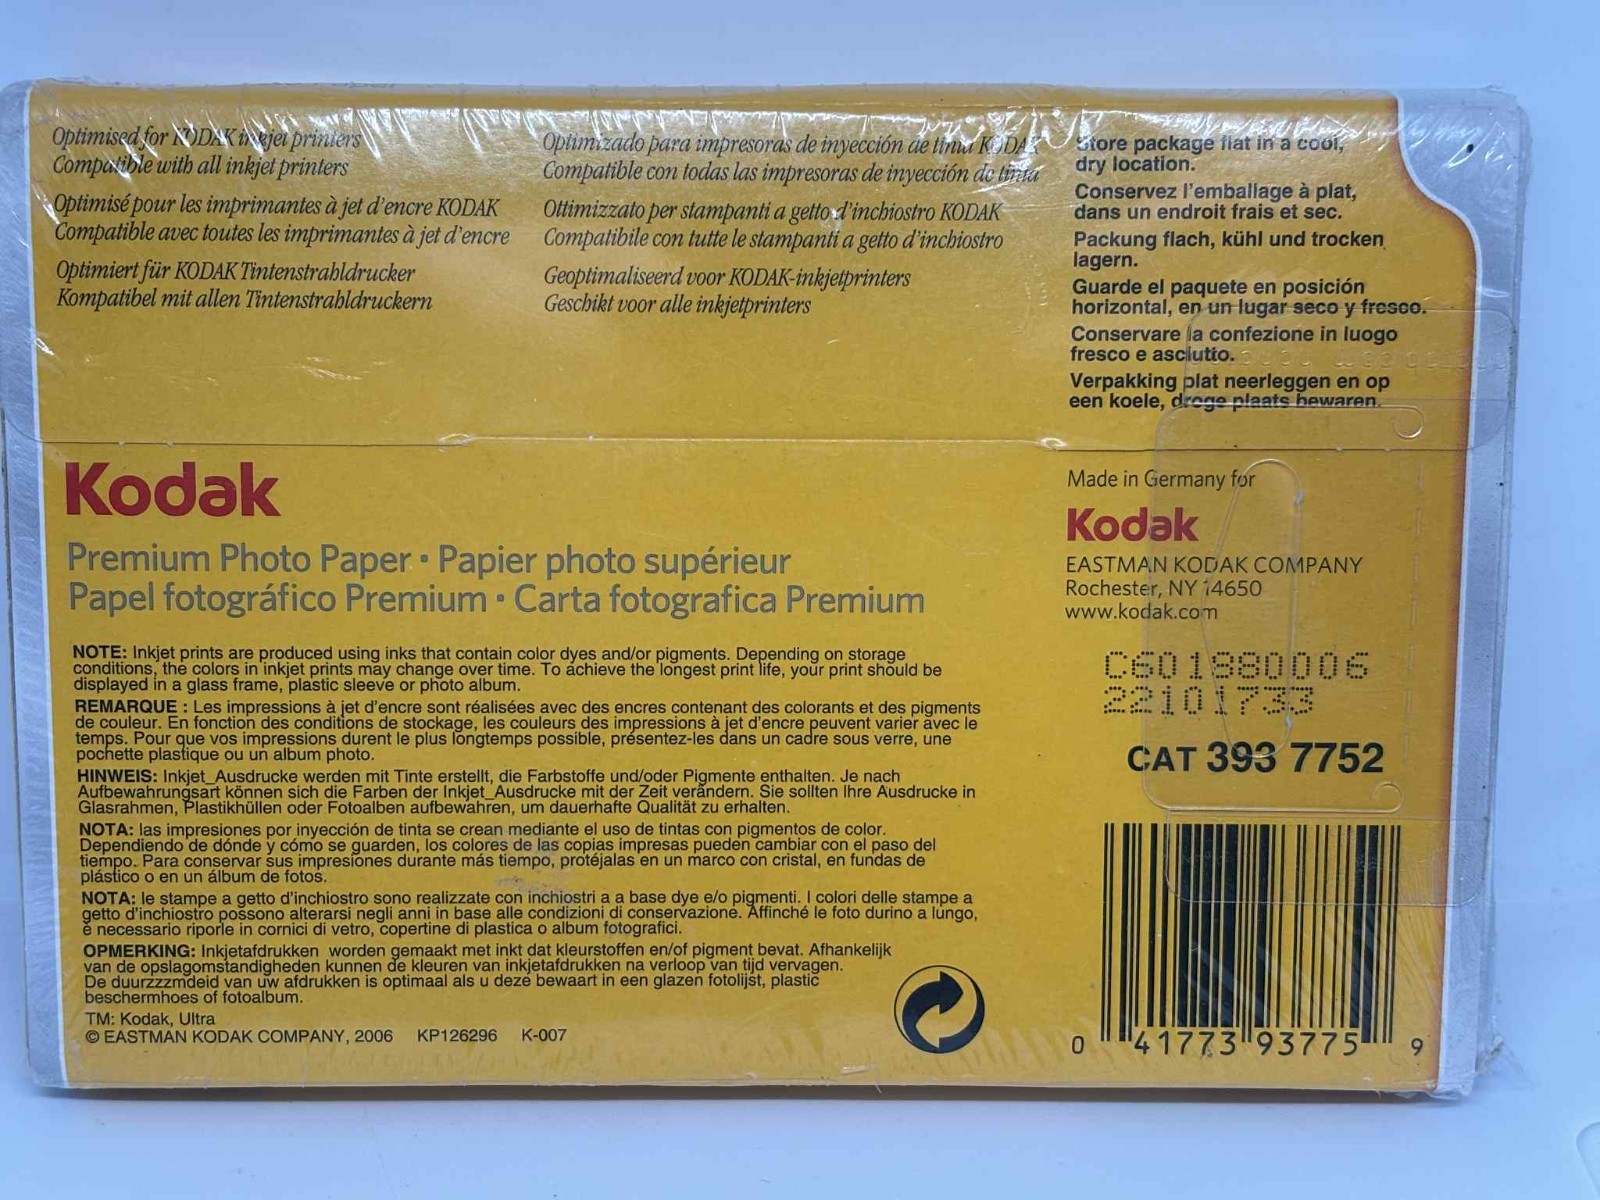 Optimised for KODAK inkjet printers
Compatible with all inkjet printers
Optimisé pour les imprimantes à jet d'encre KODAK
Compatible avec toutes les imprimantes à jet d'encre
Optimiert für KODAK Tintenstrahldrucker
Kompatibel mit allen Tintenstrahldruckern
Optimizado para impresoras de inyección de tinta KODAK
Compatible con todas las impresoras de inyección de tinta
Ottimizzato per stampanti a getto d'inchiostro KODAK
Compatibile con tutte le stampanti a getto d'inchiostro
Geoptimaliseerd voor KODAK-inkjetprinters
Geschikt voor alle inkjetprinters
Store package flat in a cool,
dry location.
Conservez l'emballage à plat,
dans un endroit frais et sec.
Packung flach, kühl und trocken
lagern.
Guarde el paquete en posición
horizontal, en un lugar seco y fresco.
Conservare la confezione in luogo
fresco e asciutto.
Verpakking plat neerleggen en op
een koele, droge plaats bewaren.
Kodak
Premium Photo Paper • Papier photo supérieur
Papel fotográfico Premium • Carta fotografica Premium
NOTE: Inkjet prints are produced using inks that contain color dyes and/or pigments. Depending on storage
conditions, the colors in inkjet prints may change over time. To achieve the longest print life, your print should be
displayed in a glass frame, plastic sleeve or photo album.
REMARQUE : Les impressions à jet d'encre sont réalisées avec des encres contenant des colorants et des pigments
de couleur. En fonction des conditions de stockage, les couleurs des impressions à jet d'encre peuvent varier avec le
temps. Pour que vos impressions durent le plus longtemps possible, présentez-les dans un cadre sous verre, une
pochette plastique ou un album photo.
HINWEIS: Inkjet_Ausdrucke werden mit Tinte erstellt, die Farbstoffe und/oder Pigmente enthalten. Je nach
Aufbewahrungsart können sich die Farben der Inkjet_Ausdrucke mit der Zeit verändern. Sie sollten Ihre Ausdrucke in
Glasrahmen, Plastikhüllen oder Fotoalben aufbewahren, um dauerhafte Qualität zu erhalten.
NOTA: las impresiones por inyección de tinta se crean mediante el uso de tintas con pigmentos de color.
Dependiendo de dónde y cómo se guarden, los colores de las copias impresas pueden cambiar con el paso del
tiempo. Para conservar sus impresiones durante más tiempo, protéjalas en un marco con cristal, en fundas de
plástico o en un álbum de fotos.
NOTA: le stampe a getto d'inchiostro sono realizzate con inchiostri a a base dye e/o pigmenti. I colori delle stampe a
getto d'inchiostro possono alterarsi negli anni in base alle condizioni di conservazione. Affinché le foto durino a lungo,
è necessario riporle in cornici di vetro, copertine di plastica o album fotografici.
OPMERKING: Inkjetafdrukken worden gemaakt met inkt dat kleurstoffen en/of pigment bevat. Afhankelijk
van de opslagomstandigheden kunnen de kleuren van inkjetafdrukken na verloop van tijd vervagen.
De duurzzzmdeid van uw afdrukken is optimaal als u deze bewaart in een glazen fotolijst, plastic
beschermhoes of fotoalbum.
TM: Kodak, Ultra
© EASTMAN KODAK COMPANY, 2006 KP126296 K-007
Made in Germany for
Kodak
EASTMAN KODAK COMPANY
Rochester, NY 14650
www.kodak.com
C601880006
22101733
CAT 393 7752
0 41773 93775 9